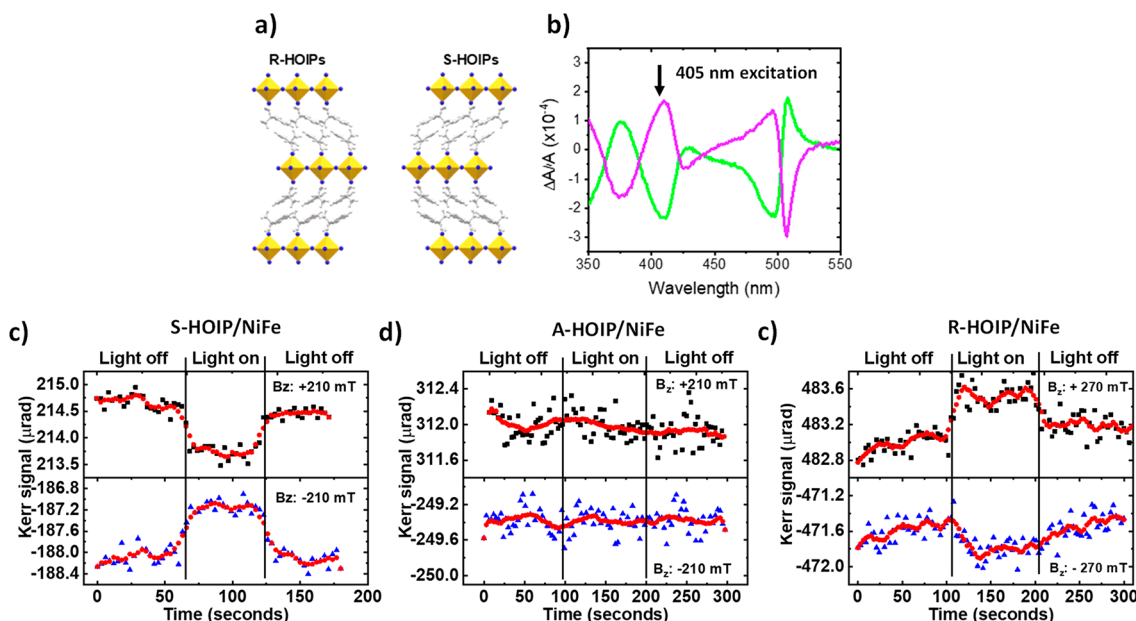 a)
R-HOIPs
S-HOIPs
b)
405 nm excitation
3
2
1
0
-1
-2
-3
ΔA/A (x10⁻⁴)
350
400
450
500
550
Wavelength (nm)
c)
S-HOIP/NiFe
Light off
Light on
Light off
215.0
214.5
214.0
213.5
-186.8
-187.2
-187.6
-188.0
-188.4
Kerr signal (μrad)
Bz: +210 mT
Bz: -210 mT
0
50
100
150
200
Time (seconds)
d)
A-HOIP/NiFe
Light off
Light on
Light off
312.4
312.0
311.6
-249.2
-249.6
-250.0
Kerr signal (μrad)
Bz: +210 mT
Bz: -210 mT
0
50
100
150
200
250
300
Time (seconds)
c)
R-HOIP/NiFe
Light off
Light on
Light off
483.6
483.2
482.8
-471.2
-471.6
-472.0
Kerr signal (μrad)
Bz: + 270 mT
Bz: - 270 mT
0
50
100
150
200
250
300
Time (seconds)